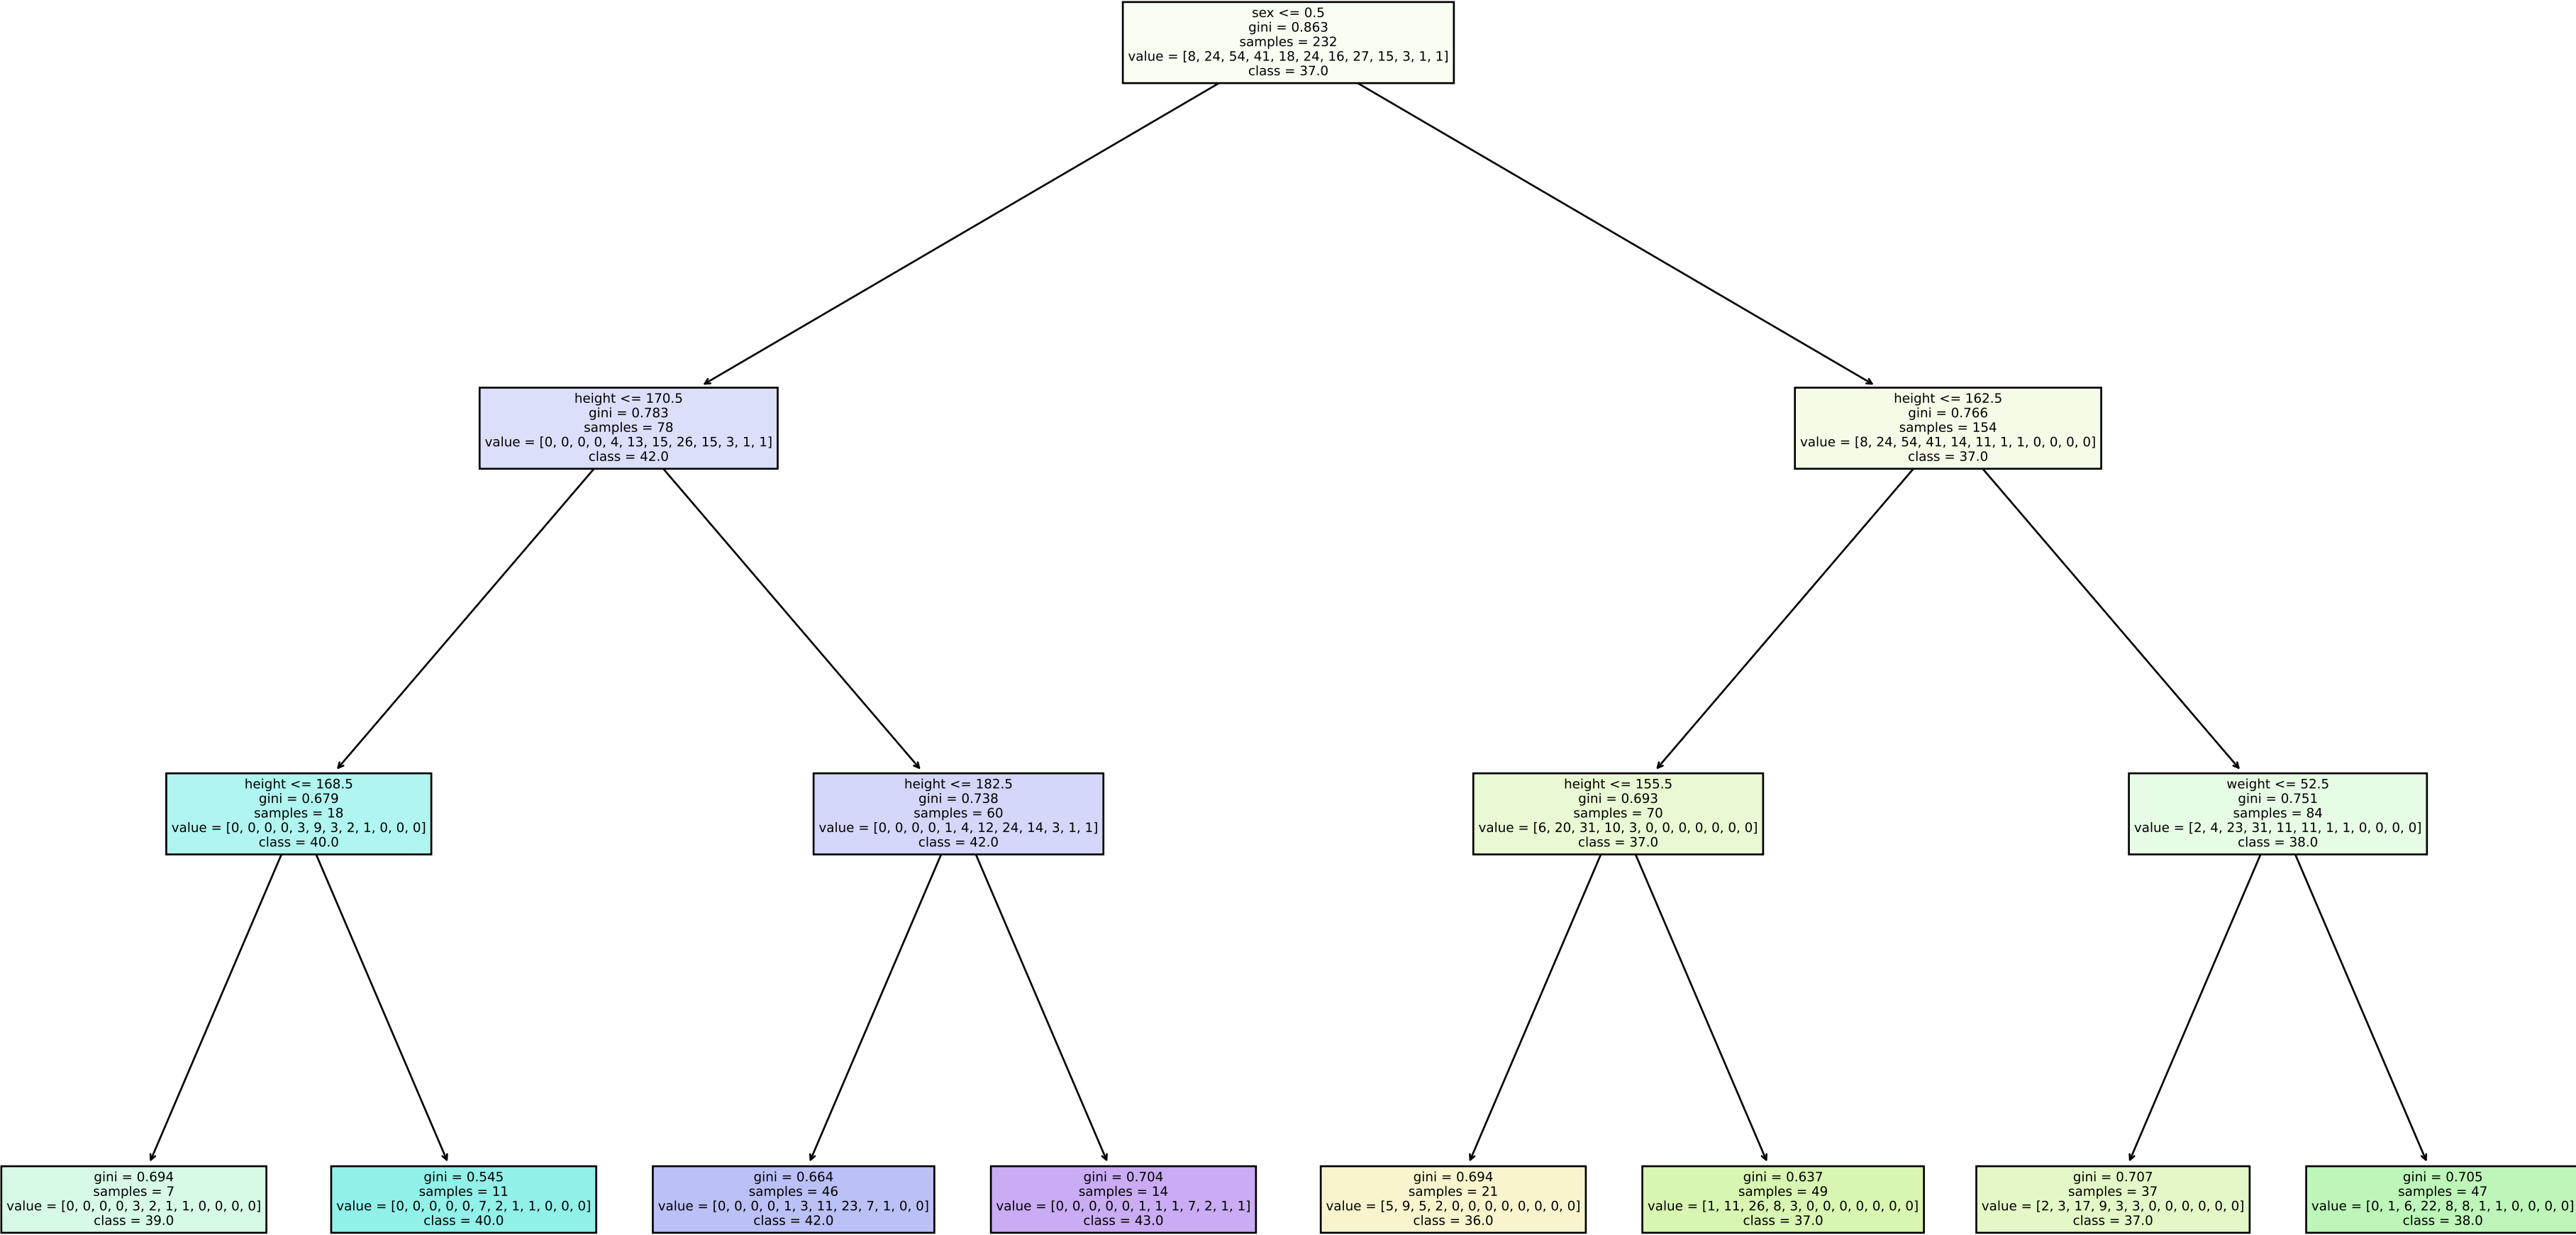 sex <= 0.5
gini = 0.863
samples = 232
value = [8, 24, 54, 41, 18, 24, 16, 27, 15, 3, 1, 1]
class = 37.0
height <= 170.5
gini = 0.783
samples = 78
value = [0, 0, 0, 0, 4, 13, 15, 26, 15, 3, 1, 1]
class = 42.0
height <= 162.5
gini = 0.766
samples = 154
value = [8, 24, 54, 41, 14, 11, 1, 1, 0, 0, 0, 0]
class = 37.0
height <= 168.5
gini = 0.679
samples = 18
value = [0, 0, 0, 0, 3, 9, 3, 2, 1, 0, 0, 0]
class = 40.0
height <= 182.5
gini = 0.738
samples = 60
value = [0, 0, 0, 0, 1, 4, 12, 24, 14, 3, 1, 1]
class = 42.0
height <= 155.5
gini = 0.693
samples = 70
value = [6, 20, 31, 10, 3, 0, 0, 0, 0, 0, 0, 0]
class = 37.0
weight <= 52.5
gini = 0.751
samples = 84
value = [2, 4, 23, 31, 11, 11, 1, 1, 0, 0, 0, 0]
class = 38.0
gini = 0.694
samples = 7
value = [0, 0, 0, 0, 3, 2, 1, 1, 0, 0, 0, 0]
class = 39.0
gini = 0.545
samples = 11
value = [0, 0, 0, 0, 0, 7, 2, 1, 1, 0, 0, 0]
class = 40.0
gini = 0.664
samples = 46
value = [0, 0, 0, 0, 1, 3, 11, 23, 7, 1, 0, 0]
class = 42.0
gini = 0.704
samples = 14
value = [0, 0, 0, 0, 0, 1, 1, 1, 7, 2, 1, 1]
class = 43.0
gini = 0.694
samples = 21
value = [5, 9, 5, 2, 0, 0, 0, 0, 0, 0, 0, 0]
class = 36.0
gini = 0.637
samples = 49
value = [1, 11, 26, 8, 3, 0, 0, 0, 0, 0, 0, 0]
class = 37.0
gini = 0.707
samples = 37
value = [2, 3, 17, 9, 3, 3, 0, 0, 0, 0, 0, 0]
class = 37.0
gini = 0.705
samples = 47
value = [0, 1, 6, 22, 8, 8, 1, 1, 0, 0, 0, 0]
class = 38.0